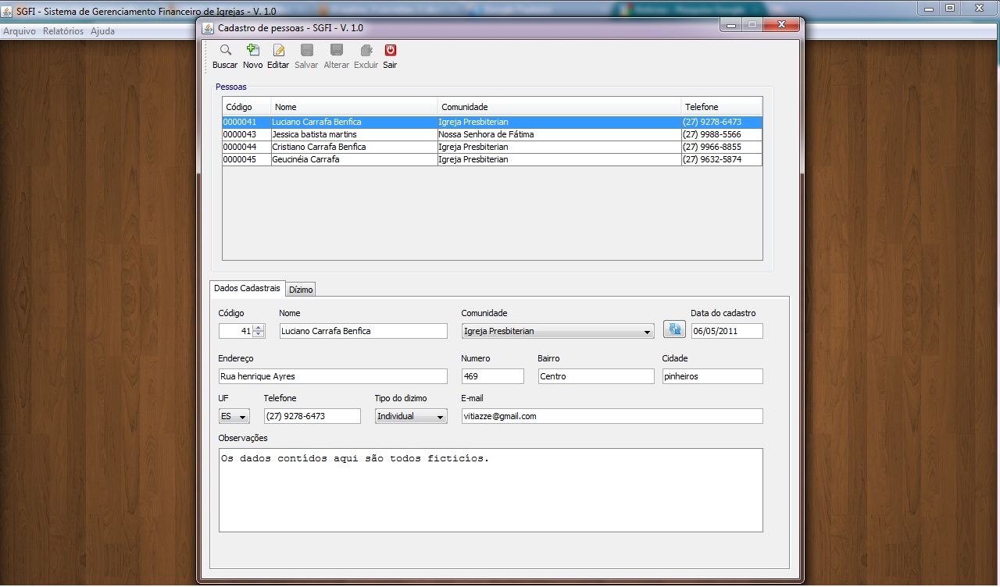 SGFI - Sistema de Gerenciamento Financeiro de Igrejas - V. 1.0
Arquivo Relatórios Ajuda
Cadastro de pessoas - SGFI - V. 1.0
Buscar Novo Editar Salvar Alterar Excluir Sair
Pessoas
Código Nome Comunidade Telefone
0000041 Luciano Carrafa Benfica Igreja Presbiterian (27) 9278-6473
0000043 Jessica batista martins Nossa Senhora de Fátima (27) 9988-5566
0000044 Cristiano Carrafa Benfica Igreja Presbiterian (27) 9966-8855
0000045 Geucinéia Carrafa Igreja Presbiterian (27) 9632-5874
Dados Cadastrais Dízimo
Código Nome Comunidade Data do cadastro
41 Luciano Carrafa Benfica Igreja Presbiterian 06/05/2011
Endereço Numero Bairro Cidade
Rua henrique Ayres 469 Centro pinheiros
UF Telefone Tipo do dizimo E-mail
ES (27) 9278-6473 Individual vitiazze@gmail.com
Observações
Os dados contídos aqui são todos ficticíos.